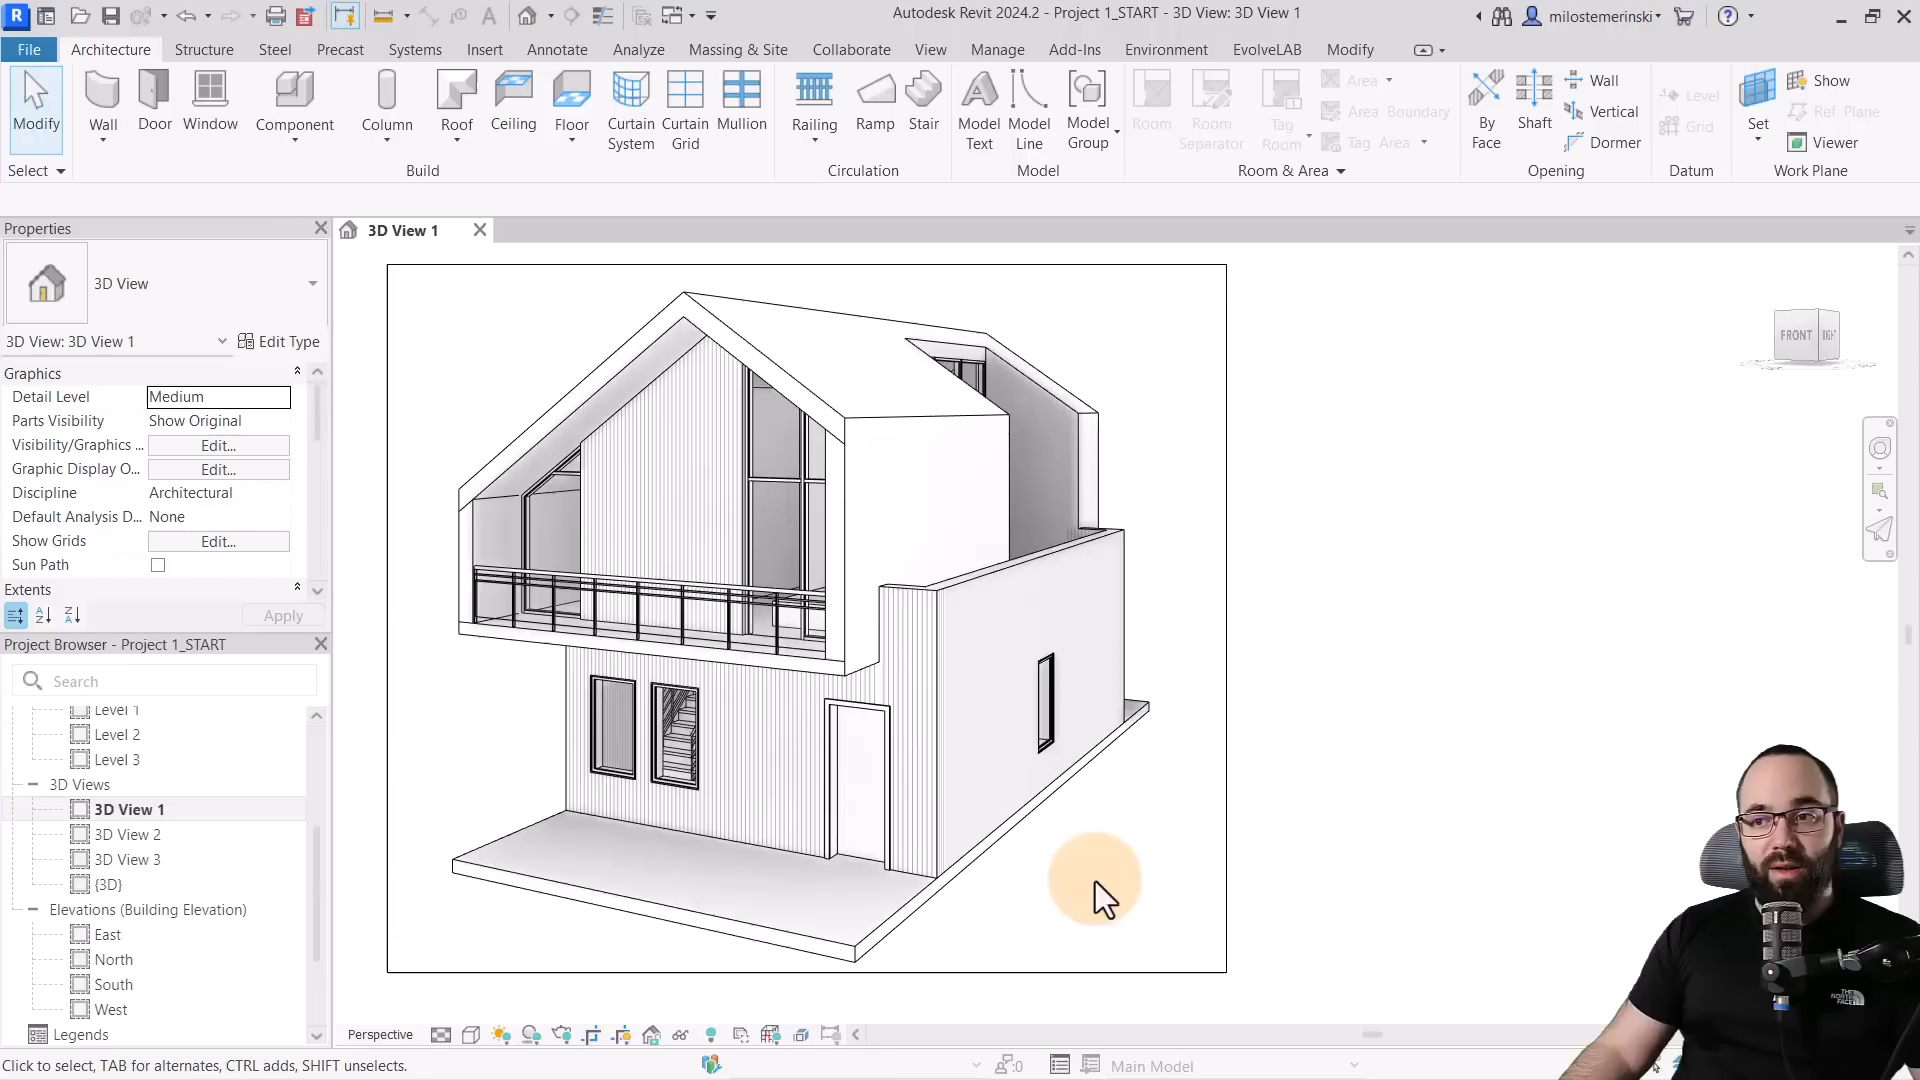 Autodesk Revit 2024.2 - Project 1_START - 3D View: 3D View 1
milostemerinski
File Architecture Structure Steel Precast Systems Insert Annotate Analyze Massing & Site Collaborate View Manage Add-Ins Environment EvolveLAB Modify
Modify
Wall
Door
Window
Component
Column
Roof
Ceiling
Floor
Curtain System
Curtain Grid
Mullion
Railing
Ramp
Stair
Model Text
Model Line
Model Group
Room
Room Separator
Tag Room
Area
Area Boundary
Tag Area
By Face
Shaft
Wall
Vertical
Dormer
Level
Grid
Set
Show
Ref Plane
Viewer
Select Build Circulation Model Room & Area Opening Datum Work Plane
Properties
3D View 1
3D View
3D View: 3D View 1 Edit Type
Graphics
Detail Level Medium
Parts Visibility Show Original
Visibility/Graphics ... Edit...
Graphic Display O... Edit...
Discipline Architectural
Default Analysis D... None
Show Grids Edit...
Sun Path
Extents
Apply
FRONT
Project Browser - Project 1_START
Search
Level 1
Level 2
Level 3
3D Views
3D View 1
3D View 2
3D View 3
{3D}
Elevations (Building Elevation)
East
North
South
West
Legends
Perspective
Click to select, TAB for alternates, CTRL adds, SHIFT unselects.
:0
Main Model
THE NORTH FACE